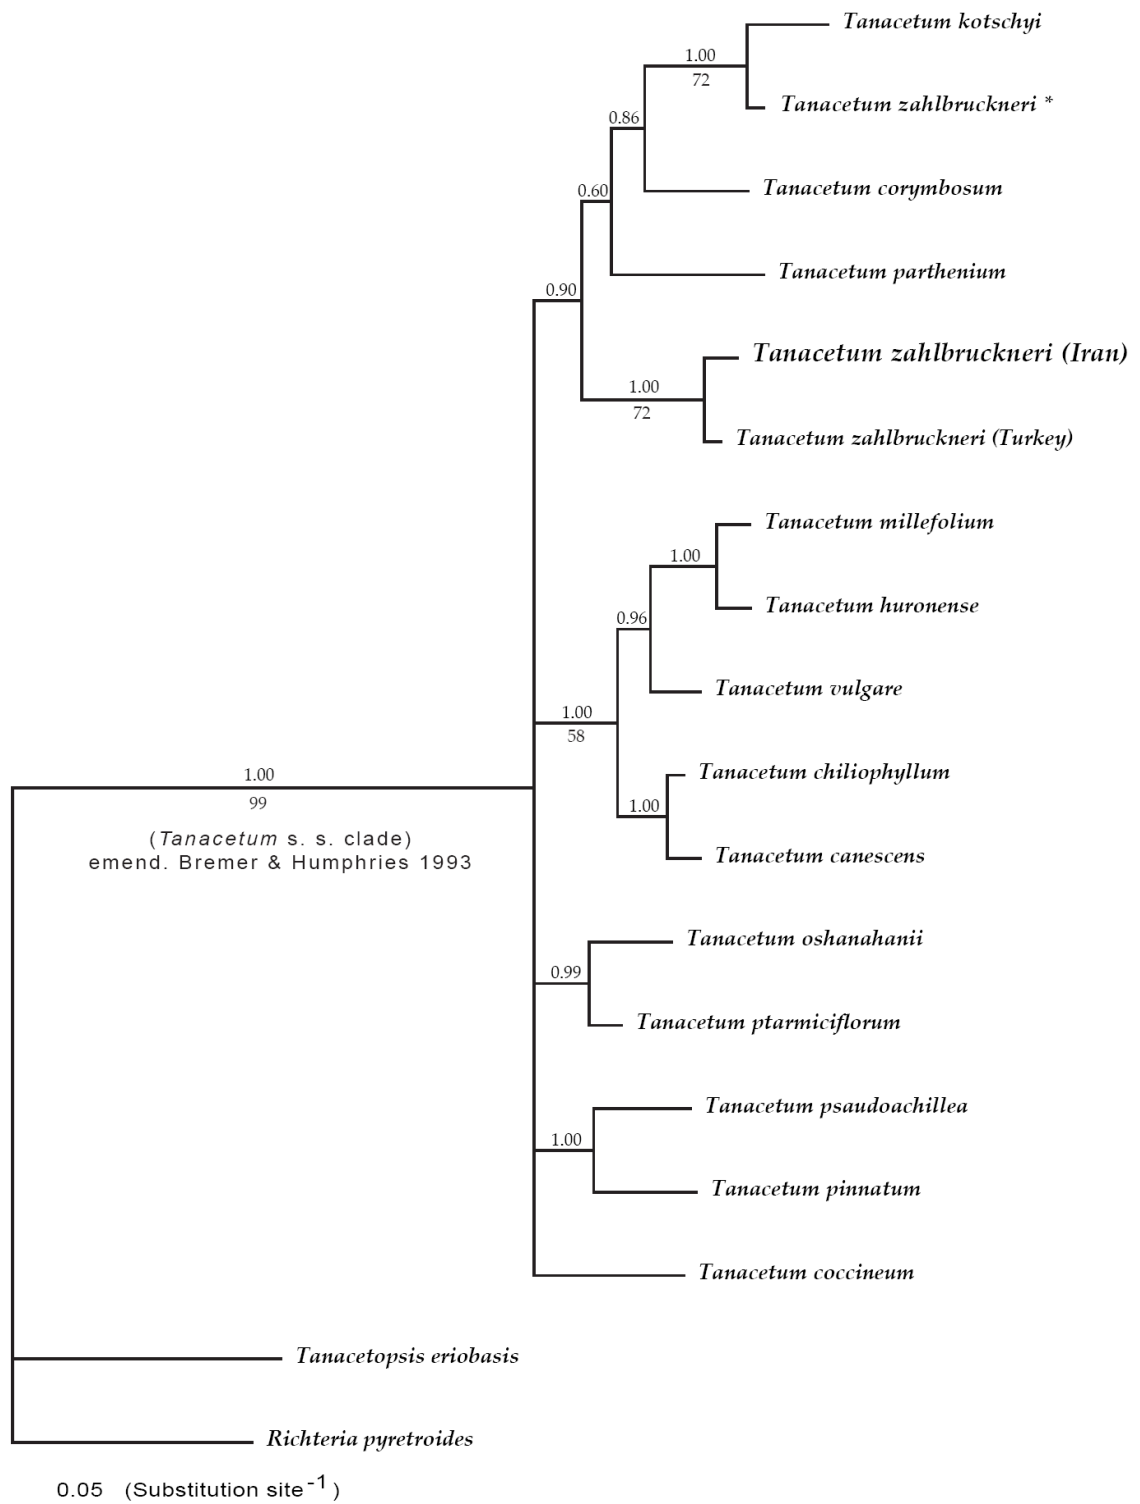 Tanacetum kotschyi
1.00
72
Tanacetum zahlbruckneri *
0.86
0.60
Tanacetum corymbosum
Tanacetum parthenium
0.90
Tanacetum zahlbruckneri (Iran)
1.00
72
Tanacetum zahlbruckneri (Turkey)
Tanacetum millefolium
1.00
Tanacetum huronense
0.96
Tanacetum vulgare
1.00
58
Tanacetum chiliophyllum
1.00
99
1.00
(Tanacetum s. s. clade)
emend. Bremer & Humphries 1993
Tanacetum canescens
Tanacetum oshanahanii
0.99
Tanacetum ptarmiciflorum
Tanacetum psaudoachillea
1.00
Tanacetum pinnatum
Tanacetum coccineum
Tanacetopsis eriobasis
Richteria pyretroides
0.05 (Substitution site-1)